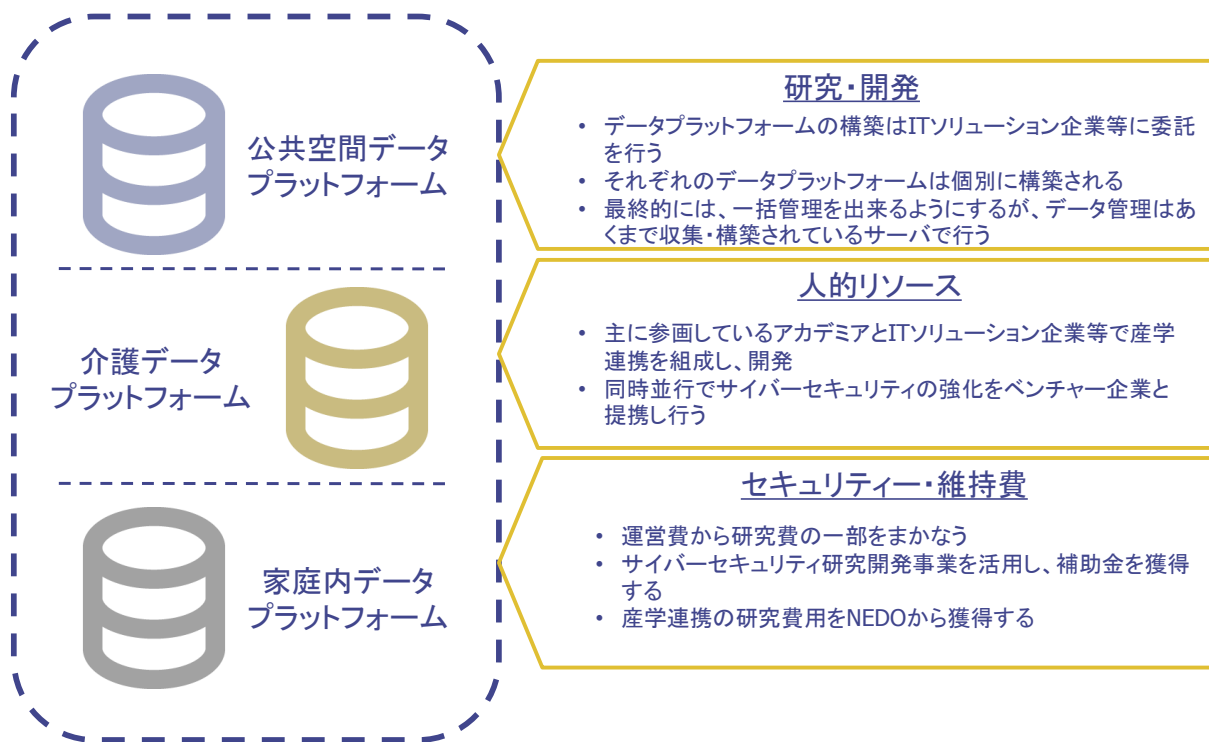 公共空間データ
プラットフォーム
介護データ
プラットフォーム
家庭内データ
プラットフォーム
研究・開発
• データプラットフォームの構築はITソリューション企業等に委託
を行う
• それぞれのデータプラットフォームは個別に構築される
• 最終的には、一括管理を出来るようにするが、データ管理はあ
くまで収集・構築されているサーバで行う
人的リソース
• 主に参画しているアカデミアとITソリューション企業等で産学
連携を組成し、開発
• 同時並行でサイバーセキュリティの強化をベンチャー企業と
提携し行う
セキュリティー・維持費
• 運営費から研究費の一部をまかなう
• サイバーセキュリティ研究開発事業を活用し、補助金を獲得
する
• 産学連携の研究費用をNEDOから獲得する